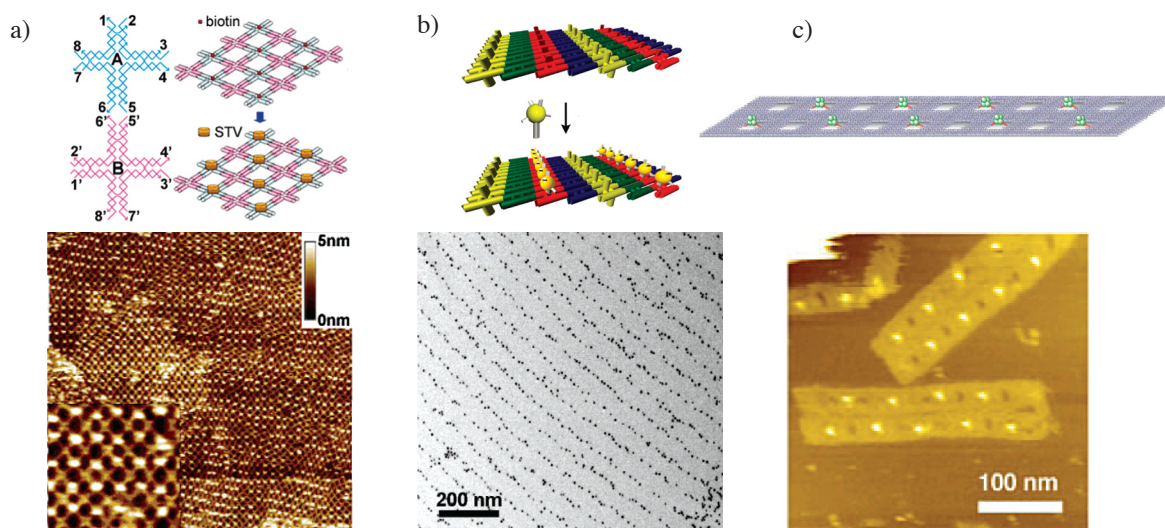 a)
1 2
8 3
A
7 4
6 5
6’ 5’
2’ 4’
B
1’ 3’
8’ 7’
biotin
STV
5nm
0nm
b)
200 nm
c)
100 nm